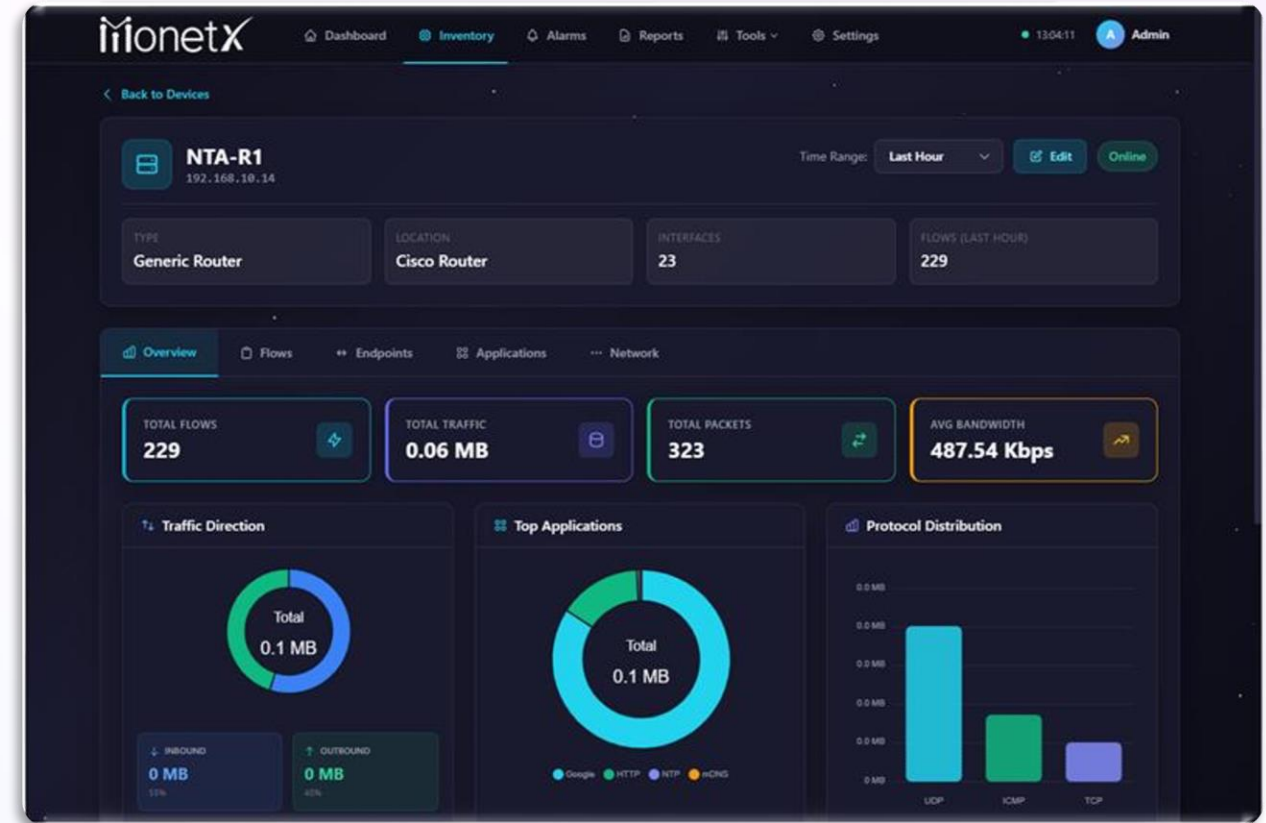 MonetX
Dashboard
Inventory
Alarms
Reports
Tools
Settings
13:04:11
A
Admin
Back to Devices
NTA-R1
192.168.10.14
Time Range:
Last Hour
Edit
Online
TYPE
Generic Router
LOCATION
Cisco Router
INTERFACES
23
FLOWS (LAST HOUR)
229
Overview
Flows
Endpoints
Applications
Network
TOTAL FLOWS
229
TOTAL TRAFFIC
0.06 MB
TOTAL PACKETS
323
AVG BANDWIDTH
487.54 Kbps
Traffic Direction
Total
0.1 MB
INBOUND
0 MB
55%
OUTBOUND
0 MB
45%
Top Applications
Total
0.1 MB
Google
HTTP
NTP
mDNS
Protocol Distribution
0.0 MB
0.0 MB
0.0 MB
0.0 MB
0.0 MB
0 MB
UDP
ICMP
TCP